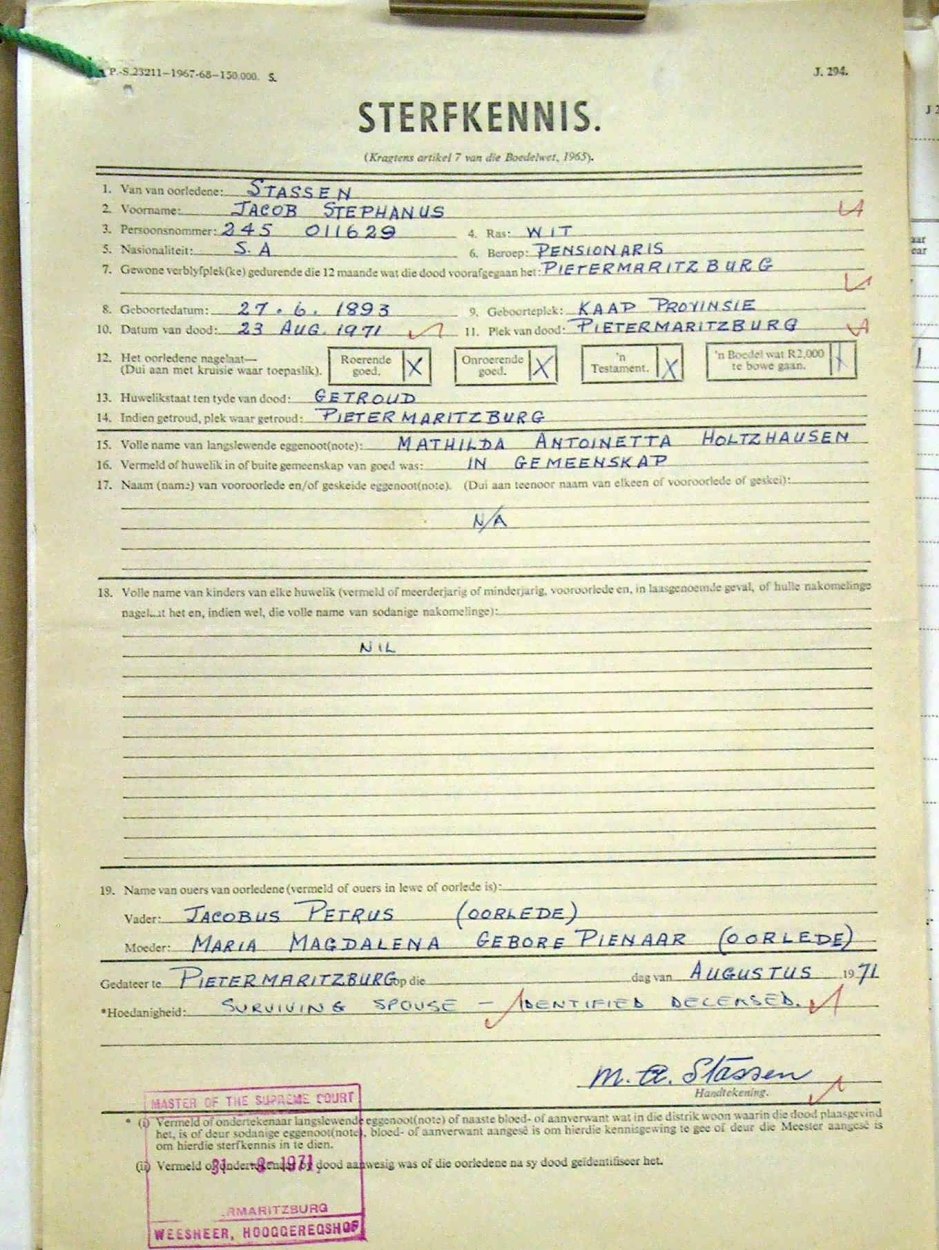 P.-S.23211—1967-68—150,000. S.
J. 294.
STERFKENNIS.
(Kragtens artikel 7 van die Boedelwet, 1965).
1. Van van oorledene: STASSEN
2. Voorname: JACOB STEPHANUS
3. Persoonsnommer: 245 011629 4. Ras: WIT
5. Nasionaliteit: S.A 6. Beroep: PENSIONARIS
7. Gewone verblyfplek(ke) gedurende die 12 maande wat die dood voorafgegaan het: PIETERMARITZBURG
8. Geboortedatum: 27.6.1893 9. Geboorteplek: KAAP PROVINSIE
10. Datum van dood: 23 AUG. 1971 11. Plek van dood: PIETERMARITZBURG
12. Het oorledene nagelaat—
(Dui aan met kruisie waar toepaslik).
Roerende goed. X
Onroerende goed. X
'n Testament. X
'n Boedel wat R2,000 te bowe gaan. X
13. Huwelikstaat ten tyde van dood: GETROUD
14. Indien getroud, plek waar getroud: PIETERMARITZBURG
15. Volle name van langslewende eggenoot(note): MATHILDA ANTOINETTA HOLTZHAUSEN
16. Vermeld of huwelik in of buite gemeenskap van goed was: IN GEMEENSKAP
17. Naam (name) van vooroorlede en/of geskeide eggenoot(note). (Dui aan teenoor naam van elkeen of vooroorlede of geskei):
N/A
18. Volle name van kinders van elke huwelik (vermeld of meerderjarig of minderjarig, vooroorlede en, in laasgenoemde geval, of hulle nakomelinge
nagelaat het en, indien wel, die volle name van sodanige nakomelinge):
NIL
19. Name van ouers van oorledene (vermeld of ouers in lewe of oorlede is):
Vader: JACOBUS PETRUS (OORLEDE)
Moeder: MARIA MAGDALENA GEBORE PIENAAR (OORLEDE)
Gedateer te PIETERMARITZBURG op die dag van AUGUSTUS 1971
*Hoedanigheid: SURVIVING SPOUSE — IDENTIFIED DECEASED.
M. A. Stassen
Handtekening.
* (i) Vermeld of ondertekenaar langslewende eggenoot(note) of naaste bloed- of aanverwant wat in die distrik woon waarin die dood plaasgevind
het, is of deur sodanige eggenoot(note), bloed- of aanverwant aangesê is om hierdie kennisgewing te gee of deur die Meester aangesê is
om hierdie sterfkennis in te dien.
(ii) Vermeld of ondertekenaar by dood aanwesig was of die oorledene na sy dood geïdentifiseer het.
MASTER OF THE SUPREME COURT
31 -8- 1971
RMARITZBURG
WEESHEER, HOOGGEREGSHOF